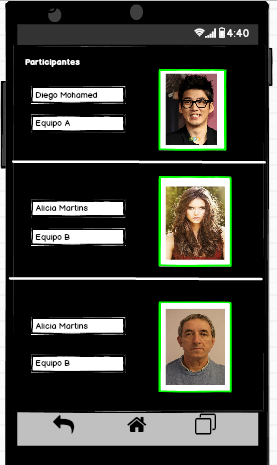 4:40
Participantes
Diego Mohamed
Equipo A
Alicia Martins
Equipo B
Alicia Martins
Equipo B